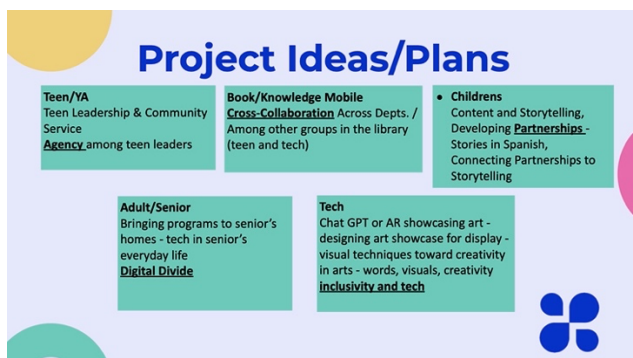 Project Ideas/Plans
Teen/YA
Teen Leadership & Community
Service
Agency among teen leaders
Book/Knowledge Mobile
Cross-Collaboration Across Depts. /
Among other groups in the library
(teen and tech)
• Childrens
Content and Storytelling,
Developing Partnerships -
Stories in Spanish,
Connecting Partnerships to
Storytelling
Adult/Senior
Bringing programs to senior's
homes - tech in senior's
everyday life
Digital Divide
Tech
Chat GPT or AR showcasing art -
designing art showcase for display -
visual techniques toward creativity
in arts - words, visuals, creativity
inclusivity and tech